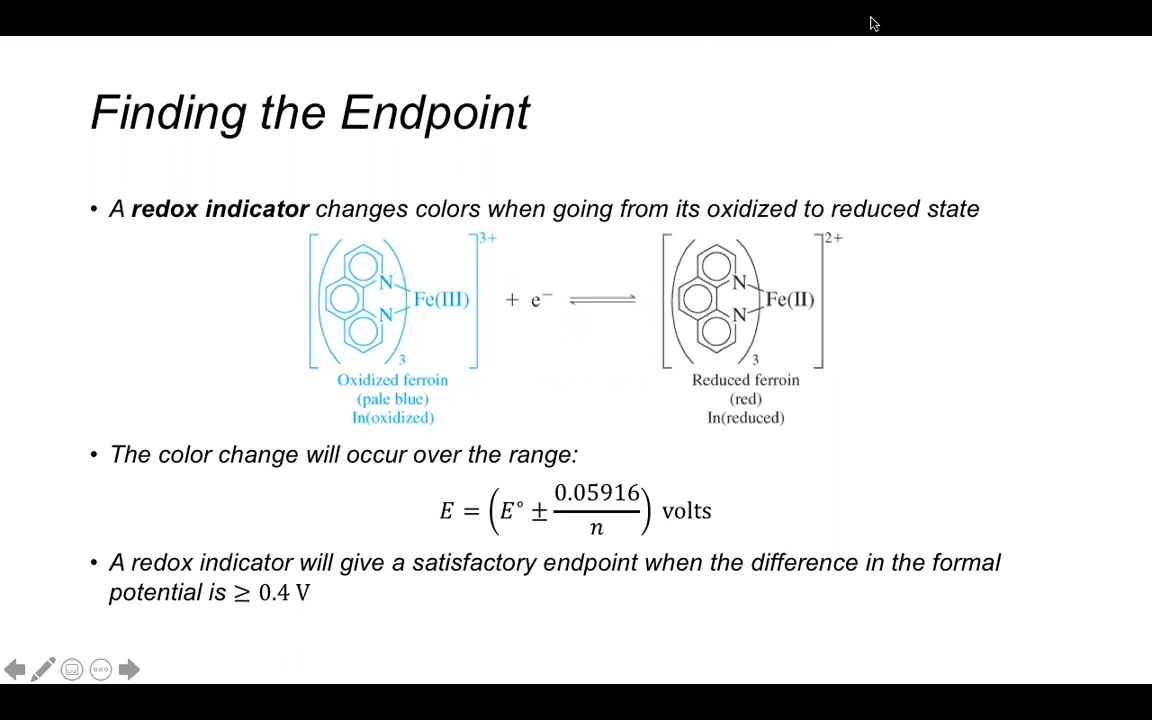 Finding the Endpoint
• A redox indicator changes colors when going from its oxidized to reduced state
[( N N )3 Fe(III)]3+ + e− ⇌ [( N N )3 Fe(II)]2+
Oxidized ferroin
(pale blue)
In(oxidized)
Reduced ferroin
(red)
In(reduced)
• The color change will occur over the range:
E = (E° ± 0.05916/n) volts
• A redox indicator will give a satisfactory endpoint when the difference in the formal
potential is ≥ 0.4 V